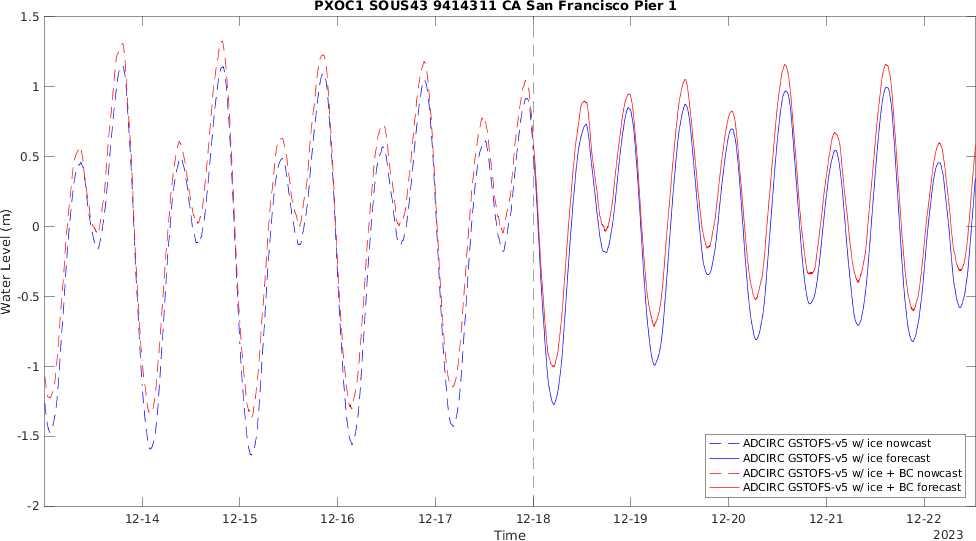 PXOC1 SOUS43 9414311 CA San Francisco Pier 1
1.5
1
0.5
0
-0.5
-1
-1.5
-2
Water Level (m)
12-14
12-15
12-16
12-17
12-18
12-19
12-20
12-21
12-22
Time
2023
ADCIRC GSTOFS-v5 w/ ice nowcast
ADCIRC GSTOFS-v5 w/ ice forecast
ADCIRC GSTOFS-v5 w/ ice + BC nowcast
ADCIRC GSTOFS-v5 w/ ice + BC forecast